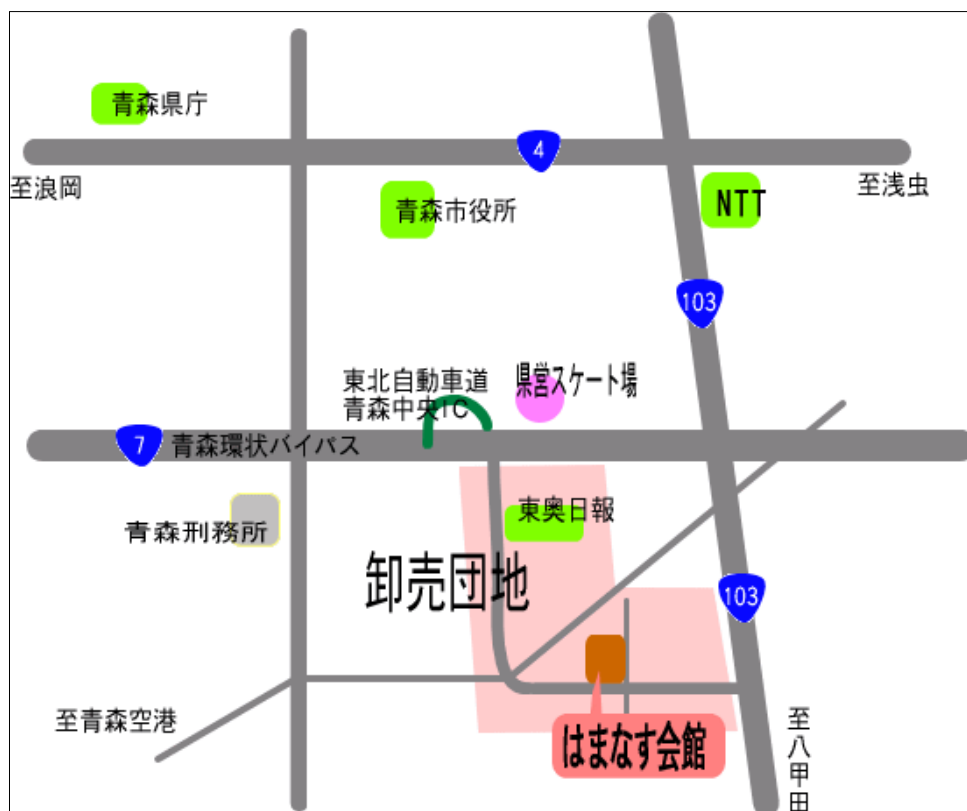 青森県庁
4
至浪岡
至浅虫
青森市役所
NTT
103
東北自動車道
青森中央IC
県営スケート場
7
青森環状バイパス
青森刑務所
東奥日報
卸売団地
103
至青森空港
はまなす会館
至八甲田